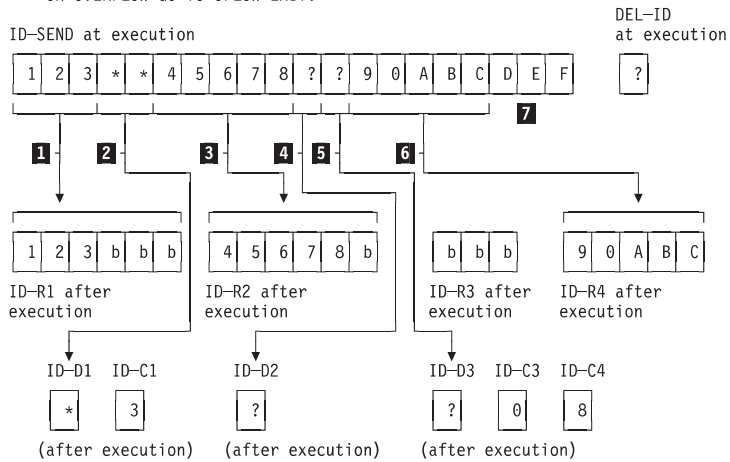 DEL-ID
ID-SEND at execution at execution
1 2 3 * * 4 5 6 7 8 ? ? 9 0 A B C D E F ?
7
1 2 3 4 5 6
1 2 3 b b b 4 5 6 7 8 b b b b 9 0 A B C
ID-R1 after ID-R2 after ID-R3 after ID-R4 after
execution execution execution execution
ID-D1 ID-C1 ID-D2 ID-D3 ID-C3 ID-C4
* 3 ? ? 0 8
(after execution) (after execution) (after execution)